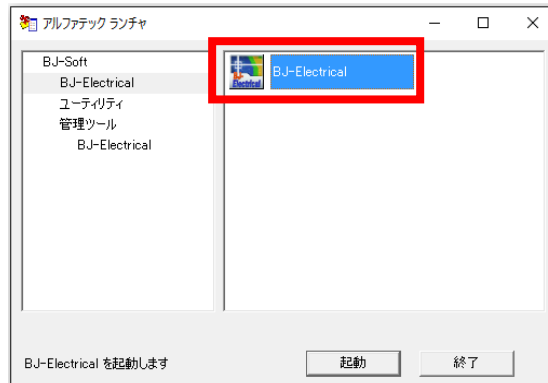 アルファテック ランチャ
BJ-Soft
BJ-Electrical
ユーティリティ
管理ツール
BJ-Electrical
Electrical
BJ-Electrical
BJ-Electrical を起動します
起動
終了